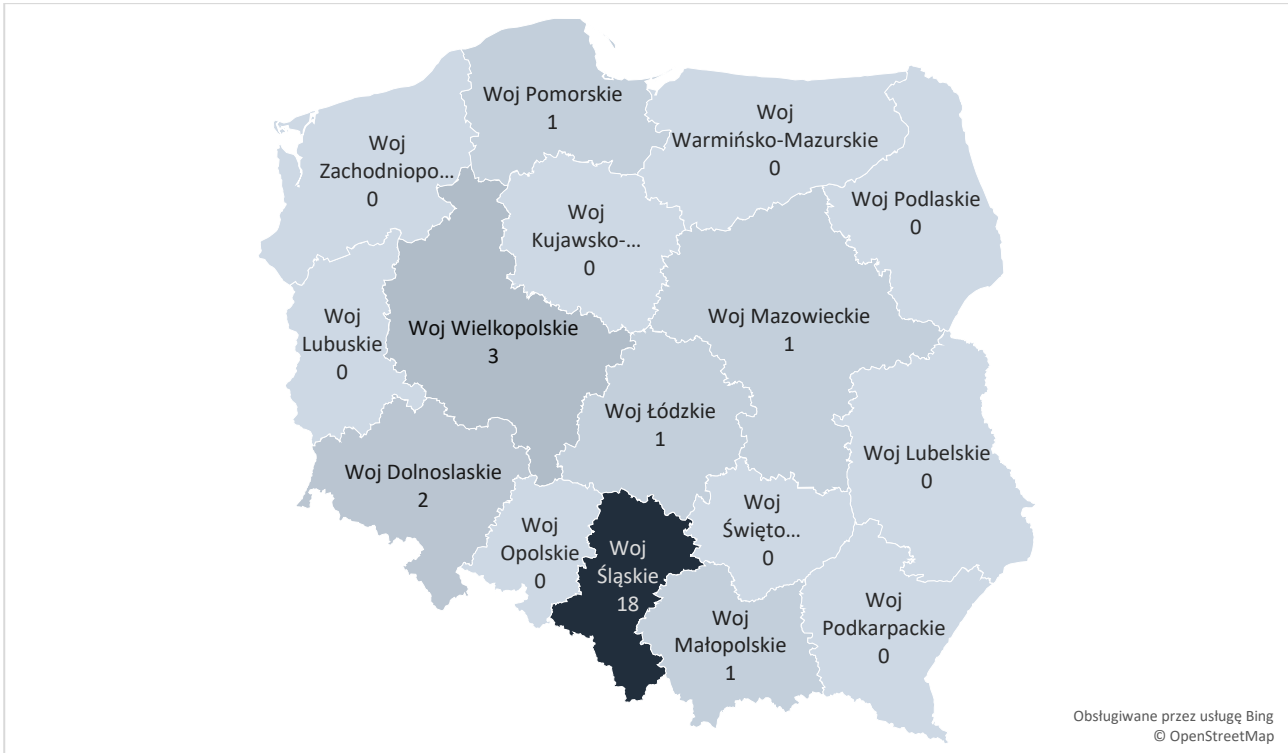 Woj Pomorskie
1
Woj
Warmińsko-Mazurskie
0
Woj
Zachodniopo...
0
Woj Podlaskie
0
Woj
Kujawsko-...
0
Woj
Lubuskie
0
Woj Wielkopolskie
3
Woj Mazowieckie
1
Woj Łódzkie
1
Woj Lubelskie
0
Woj Dolnoslaskie
2
Woj
Opolskie
0
Woj
Śląskie
18
Woj
Święto...
0
Woj
Małopolskie
1
Woj
Podkarpackie
0
Obsługiwane przez usługę Bing
© OpenStreetMap